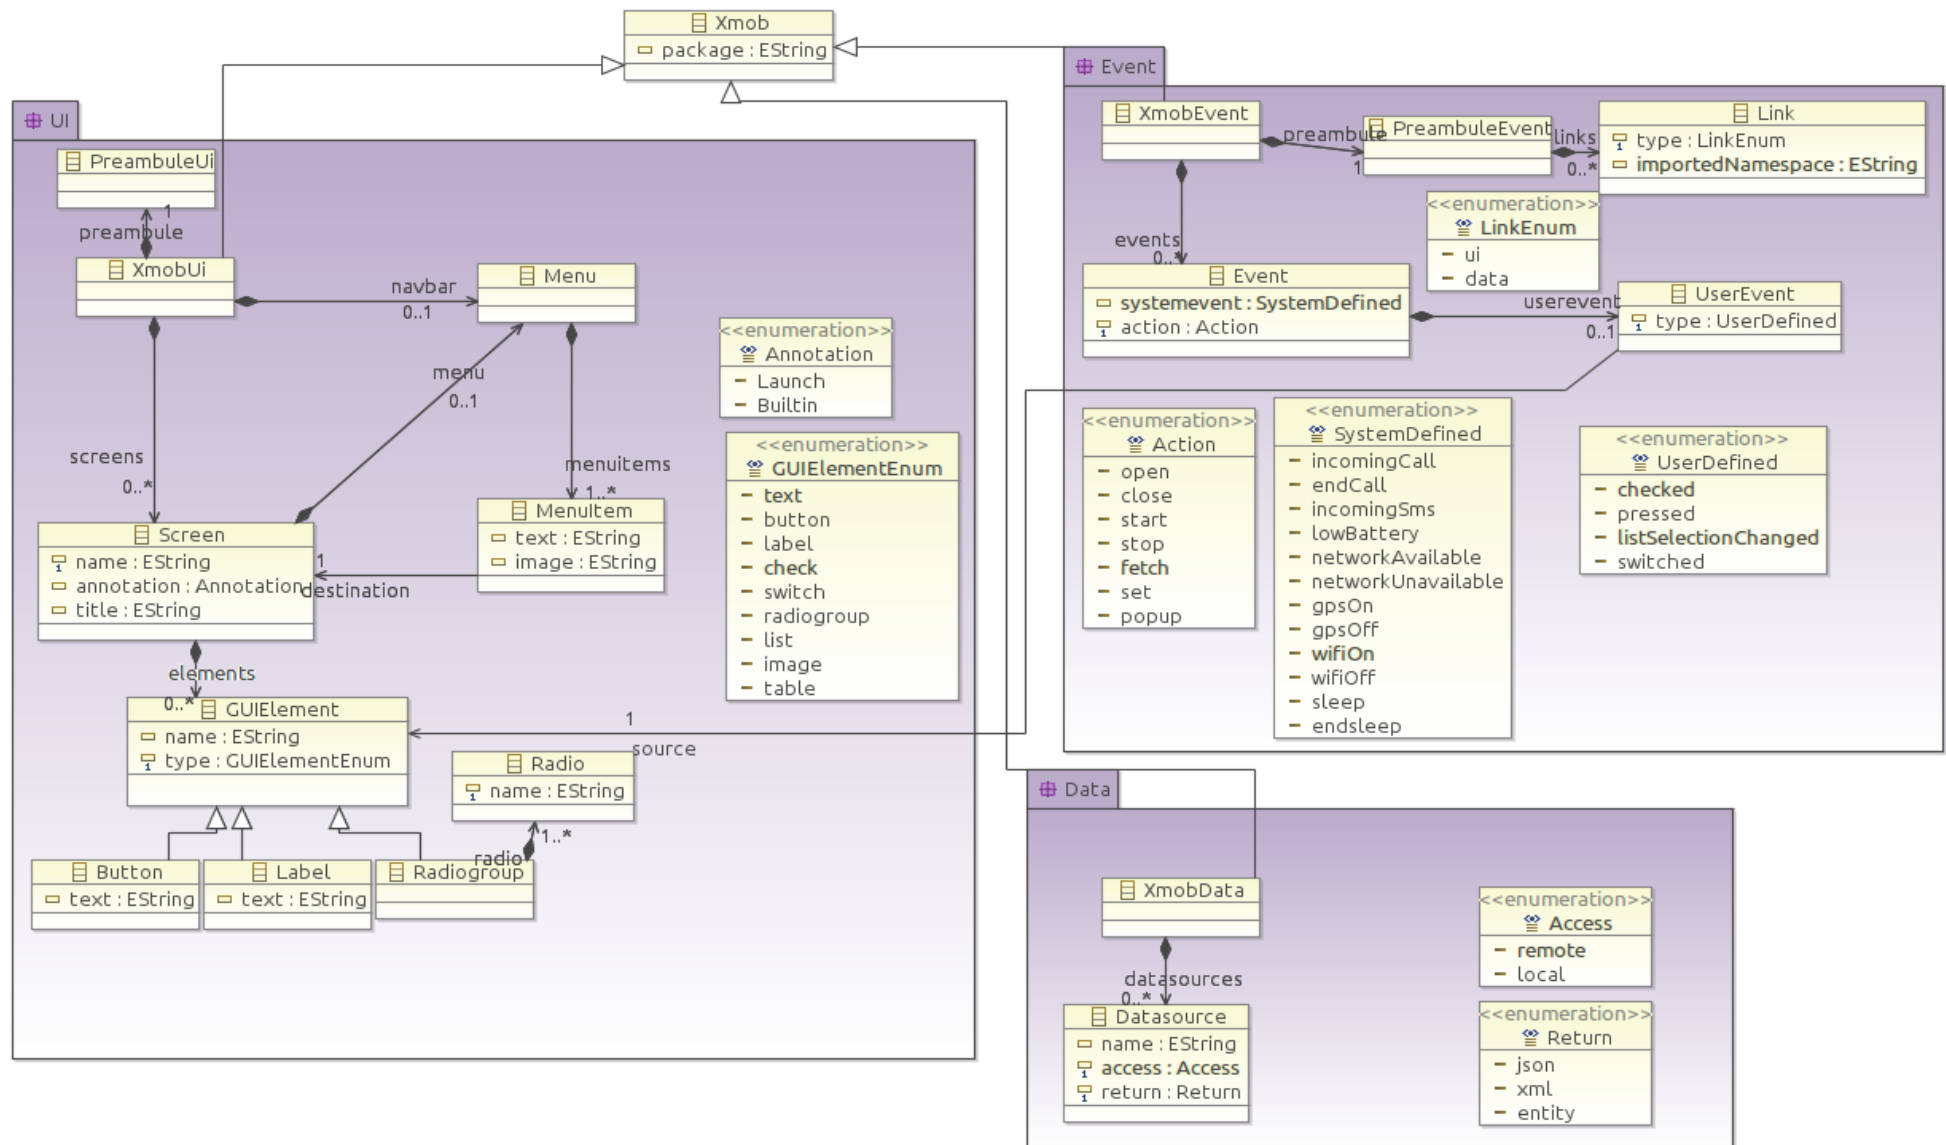 Xmob
package : EString
UI
PreambuleUi
1
preambule
XmobUi
navbar
0..1
Menu
menu
0..1
screens
0..*
menuitems
1..*
<<enumeration>>
Annotation
Launch
Builtin
<<enumeration>>
GUIElementEnum
text
button
label
check
switch
radiogroup
list
image
table
Screen
name : EString
annotation : Annotation
title : EString
MenuItem
text : EString
image : EString
1
destination
elements
0..*
GUIElement
name : EString
type : GUIElementEnum
1
source
Radio
name : EString
1..*
radio
Button
text : EString
Label
text : EString
Radiogroup
Event
XmobEvent
preambule
1
PreambuleEvent
links
0..*
Link
type : LinkEnum
importedNamespace : EString
<<enumeration>>
LinkEnum
ui
data
events
0..*
Event
systemevent : SystemDefined
action : Action
userevent
0..1
UserEvent
type : UserDefined
<<enumeration>>
Action
open
close
start
stop
fetch
set
popup
<<enumeration>>
SystemDefined
incomingCall
endCall
incomingSms
lowBattery
networkAvailable
networkUnavailable
gpsOn
gpsOff
wifiOn
wifiOff
sleep
endsleep
<<enumeration>>
UserDefined
checked
pressed
listSelectionChanged
switched
Data
XmobData
datasources
0..*
Datasource
name : EString
access : Access
return : Return
<<enumeration>>
Access
remote
local
<<enumeration>>
Return
json
xml
entity